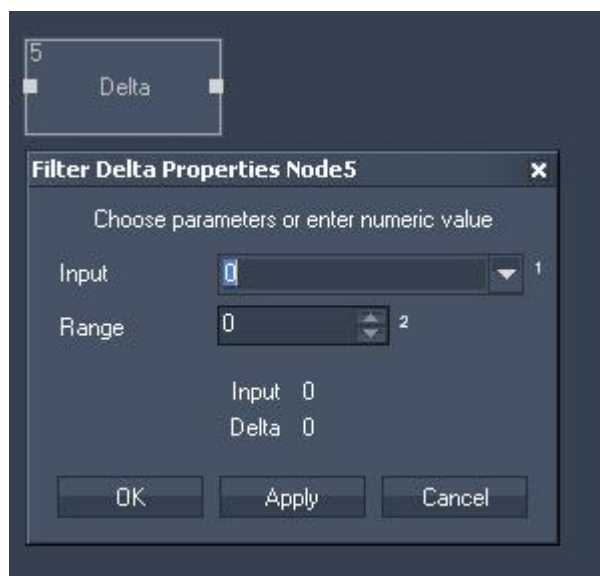 5
Delta
Filter Delta Properties Node5
Choose parameters or enter numeric value
Input 0 1
Range 0 2
Input 0
Delta 0
OK Apply Cancel